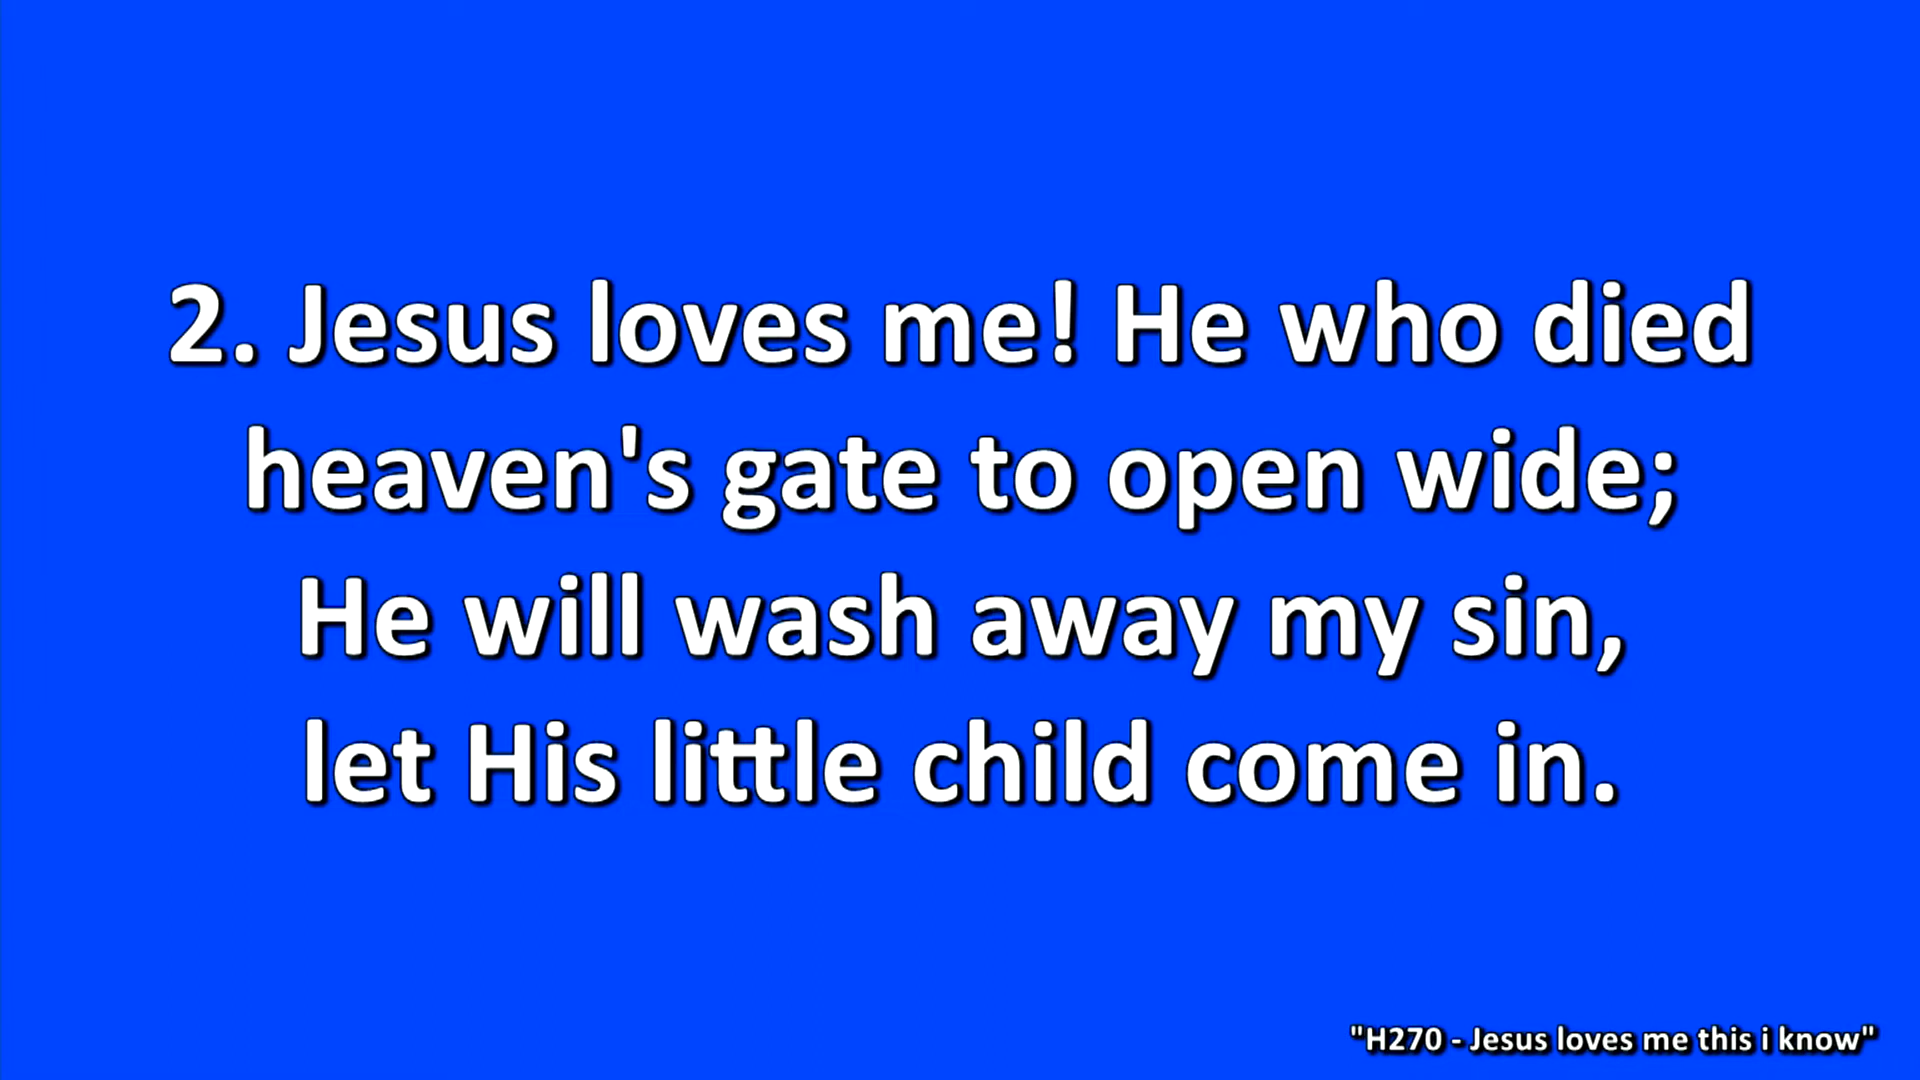 2. Jesus loves me! He who died
heaven's gate to open wide;
He will wash away my sin,
let His little child come in.
"H270 - Jesus loves me this i know"